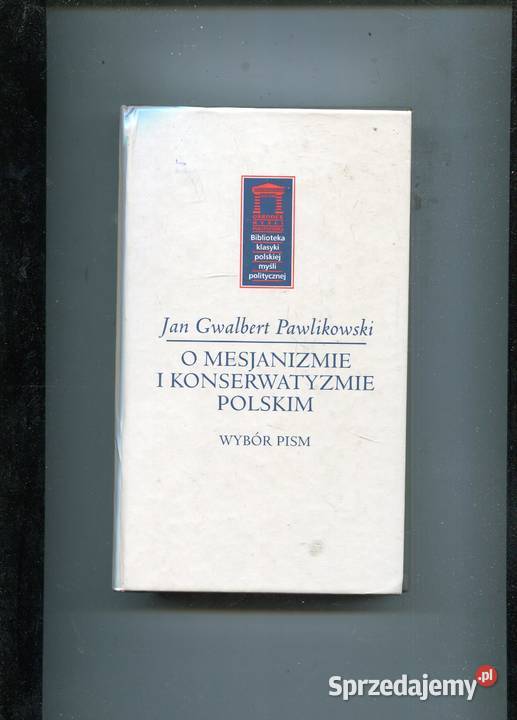 OŚRODEK
MYŚLI
POLITYCZNEJ
Biblioteka
klasyki
polskiej
myśli
politycznej
Jan Gwalbert Pawlikowski
O MESJANIZMIE
I KONSERWATYZMIE
POLSKIM
WYBÓR PISM
Sprzedajemy.pl